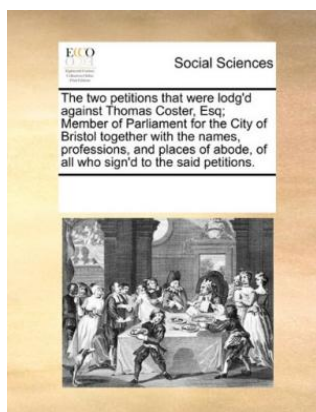 ECCO
Social Sciences
The two petitions that were lodg'd
against Thomas Coster, Esq;
Member of Parliament for the City of
Bristol together with the names,
professions, and places of abode, of
all who sign'd to the said petitions.